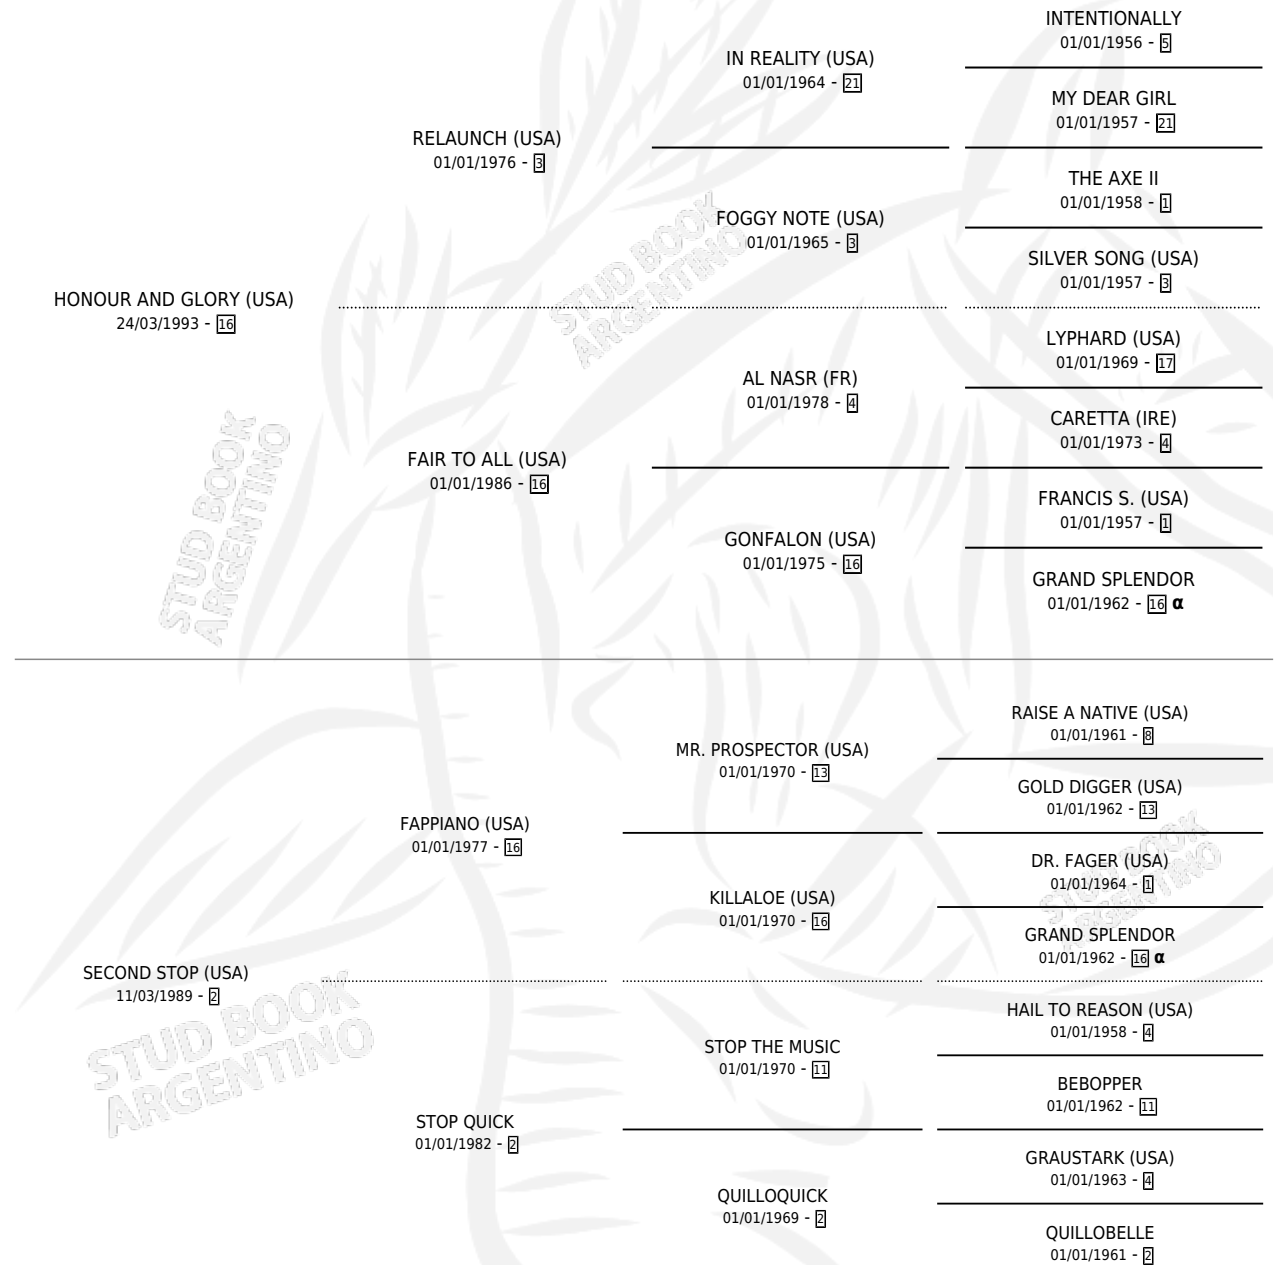 INTENTIONALLY
01/01/1956 - 5
IN REALITY (USA)
01/01/1964 - 21
MY DEAR GIRL
01/01/1957 - 21
RELAUNCH (USA)
01/01/1976 - 3
THE AXE II
01/01/1958 - 1
FOGGY NOTE (USA)
01/01/1965 - 3
SILVER SONG (USA)
01/01/1957 - 3
HONOUR AND GLORY (USA)
24/03/1993 - 16
LYPHARD (USA)
01/01/1969 - 17
AL NASR (FR)
01/01/1978 - 4
CARETTA (IRE)
01/01/1973 - 4
FAIR TO ALL (USA)
01/01/1986 - 16
FRANCIS S. (USA)
01/01/1957 - 1
GONFALON (USA)
01/01/1975 - 16
GRAND SPLENDOR
01/01/1962 - 16 α
RAISE A NATIVE (USA)
01/01/1961 - 8
MR. PROSPECTOR (USA)
01/01/1970 - 13
GOLD DIGGER (USA)
01/01/1962 - 13
FAPPIANO (USA)
01/01/1977 - 16
DR. FAGER (USA)
01/01/1964 - 1
KILLALOE (USA)
01/01/1970 - 16
GRAND SPLENDOR
01/01/1962 - 16 α
SECOND STOP (USA)
11/03/1989 - 2
HAIL TO REASON (USA)
01/01/1958 - 4
STOP THE MUSIC
01/01/1970 - 11
BEBOPPER
01/01/1962 - 11
STOP QUICK
01/01/1982 - 2
GRAUSTARK (USA)
01/01/1963 - 4
QUILLOQUICK
01/01/1969 - 2
QUILLOBELLE
01/01/1961 - 2
STUD BOOK
ARGENTINO
STUD BOOK
ARGENTINO
STUD BOOK
ARGENTINO
STUD BOOK
ARGENTINO